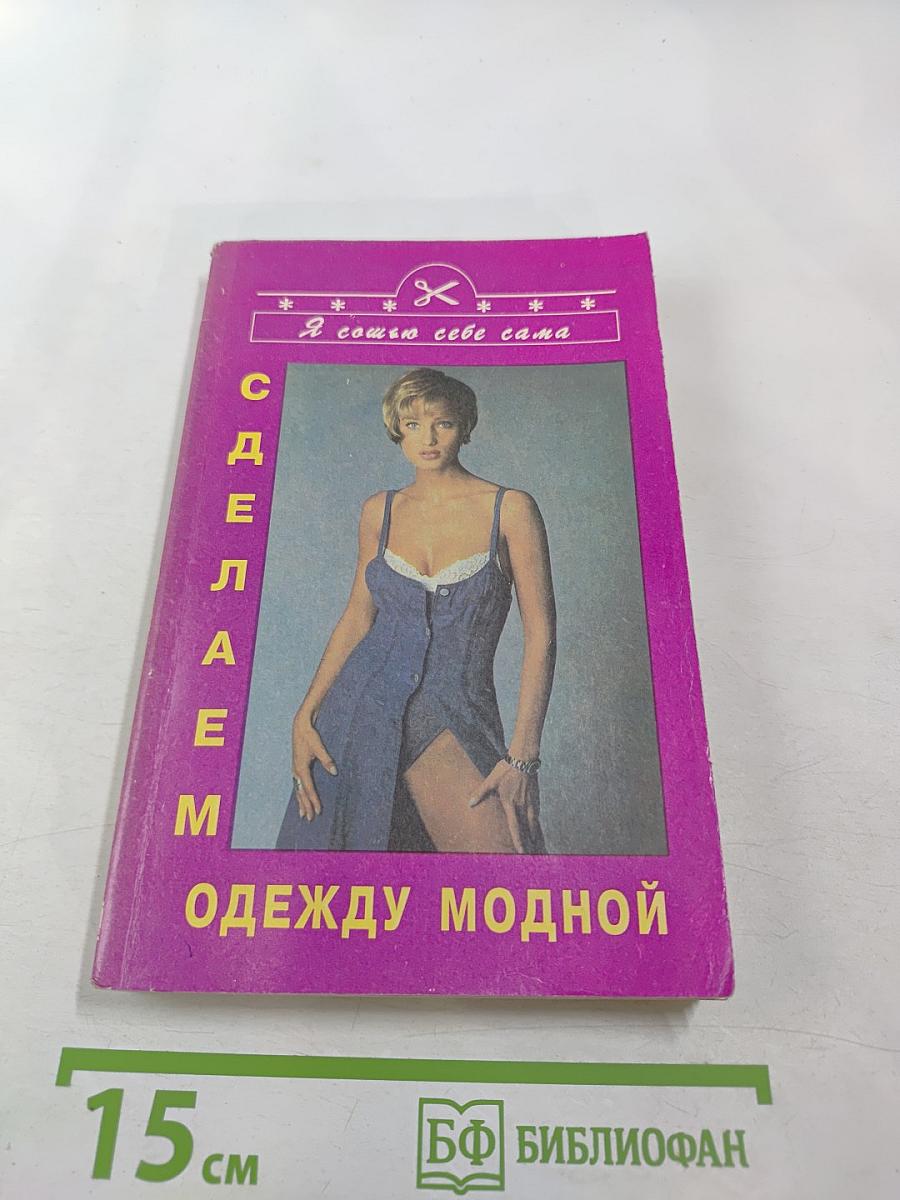 Я сошью себе сама
СДЕЛАЕМ
ОДЕЖДУ МОДНОЙ
15 см
БФ БИБЛИОФАН